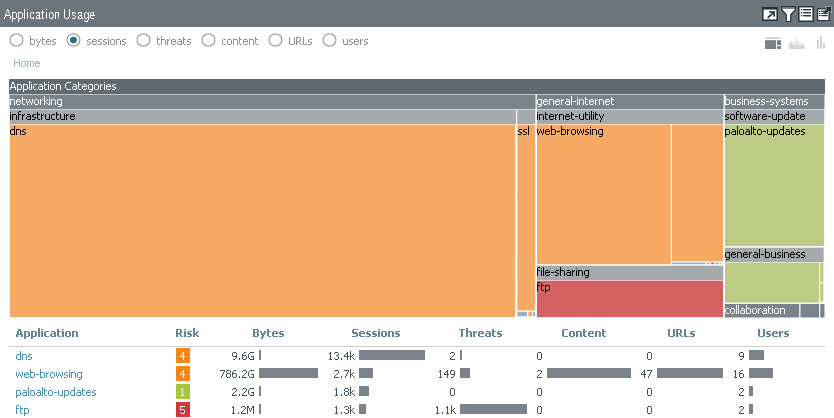 Application Usage
bytes sessions threats content URLs users
Home
Application Categories
networking general-internet business-systems
infrastructure internet-utility software-update
dns ssl web-browsing paloalto-updates
general-business
file-sharing
ftp
collaboration
Application Risk Bytes Sessions Threats Content URLs Users
dns 4 9.6G 13.4k 2 0 0 9
web-browsing 4 786.2G 2.7k 149 2 47 16
paloalto-updates 1 2.2G 1.8k 0 0 0 2
ftp 5 1.2M 1.3k 1.1k 0 0 2